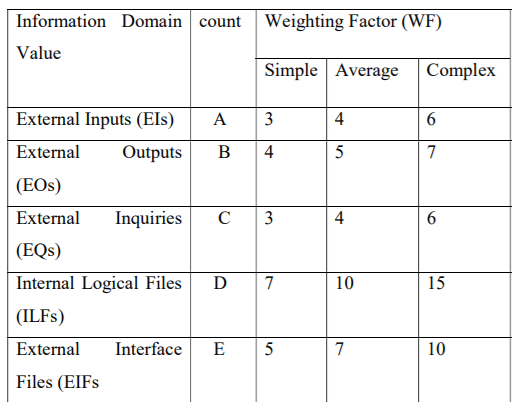 Information Domain count Weighting Factor (WF)
Value
Simple Average Complex
External Inputs (EIs) A 3 4 6
External Outputs B 4 5 7
(EOs)
External Inquiries C 3 4 6
(EQs)
Internal Logical Files D 7 10 15
(ILFs)
External Interface E 5 7 10
Files (EIFs